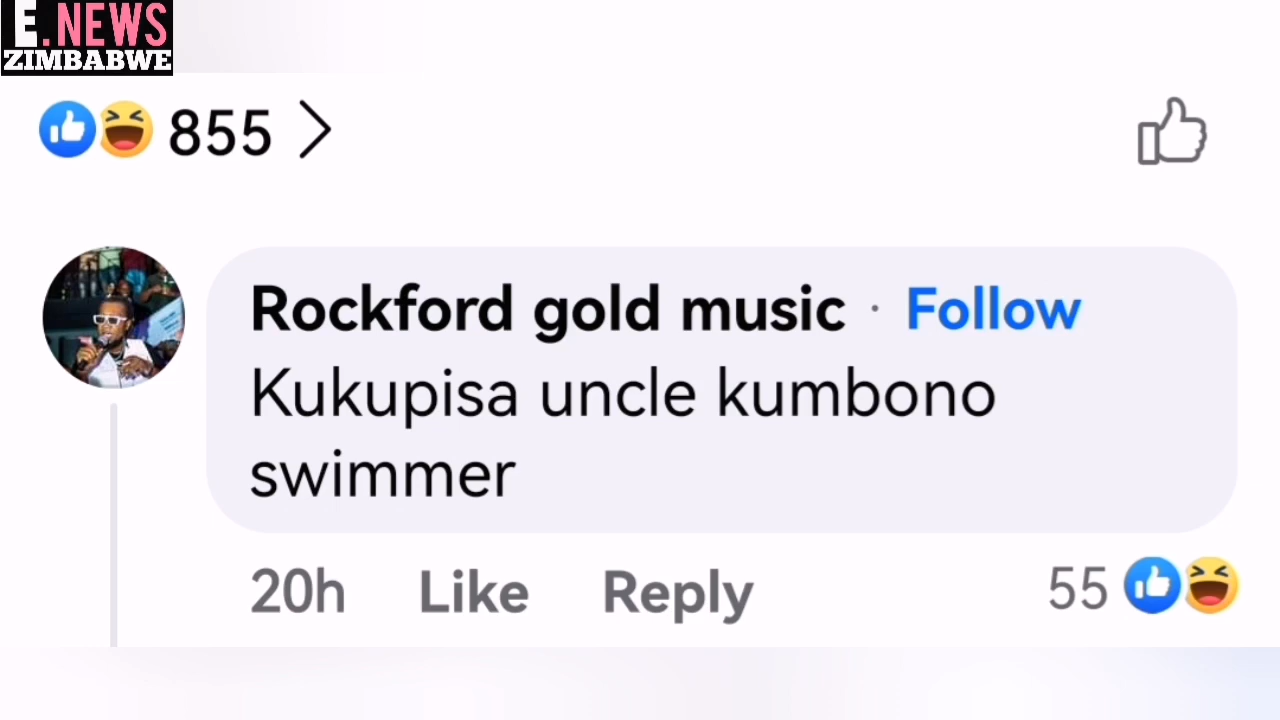 E.NEWS
ZIMBABWE
855
Rockford gold music · Follow
Kukupisa uncle kumbono
swimmer
20h Like Reply 55